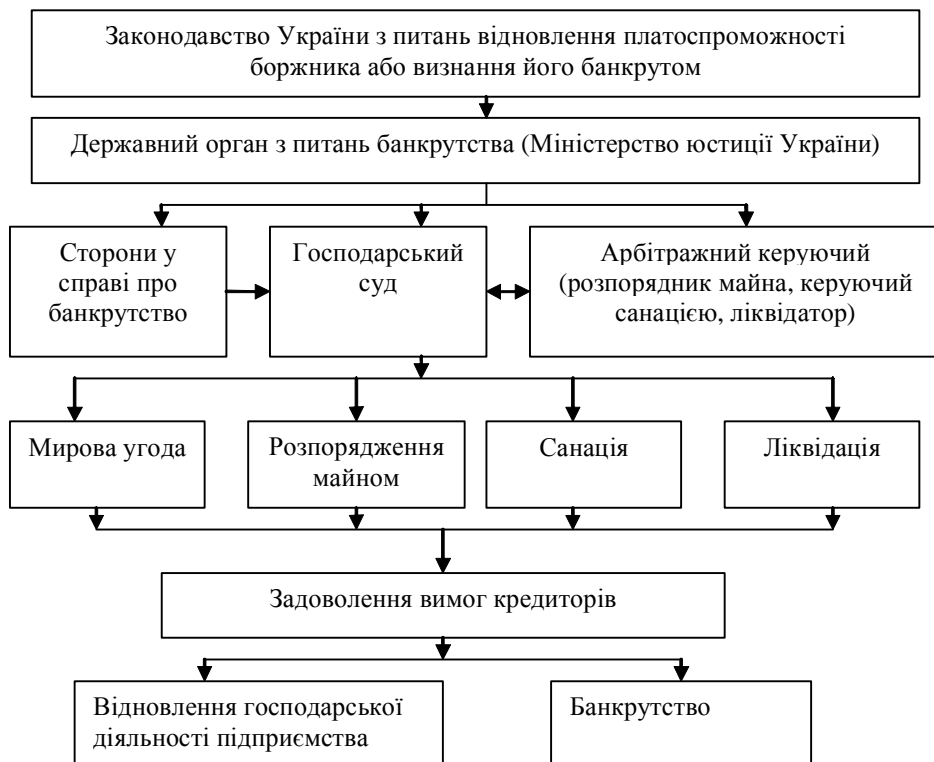 Законодавство України з питань відновлення платоспроможності
боржника або визнання його банкрутом
Державний орган з питань банкрутства (Міністерство юстиції України)
Сторони у
справі про
банкрутство
Господарський
суд
Арбітражний керуючий
(розпорядник майна, керуючий
санацією, ліквідатор)
Мирова угода
Розпорядження
майном
Санація
Ліквідація
Задоволення вимог кредиторів
Відновлення господарської
діяльності підприємства
Банкрутство